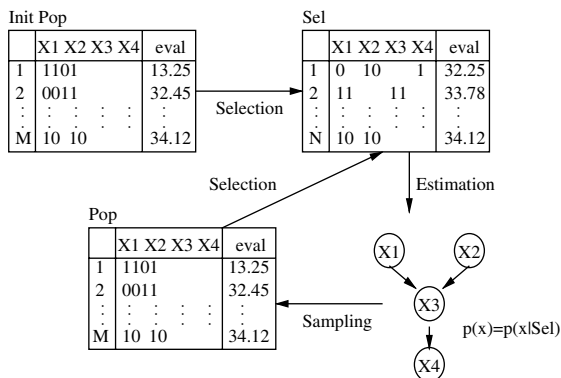 Init Pop
X1 X2 X3 X4 eval
1 1101 13.25
2 0011 32.45
: : : : : :
M 10 10 34.12
Selection
Sel
X1 X2 X3 X4 eval
1 0 10 1 32.25
2 11 11 33.78
: : : : : :
N 10 10 34.12
Selection
Estimation
Pop
X1 X2 X3 X4 eval
1 1101 13.25
2 0011 32.45
: : : : : :
M 10 10 34.12
Sampling
X1
X2
X3
X4
p(x)=p(x|Sel)